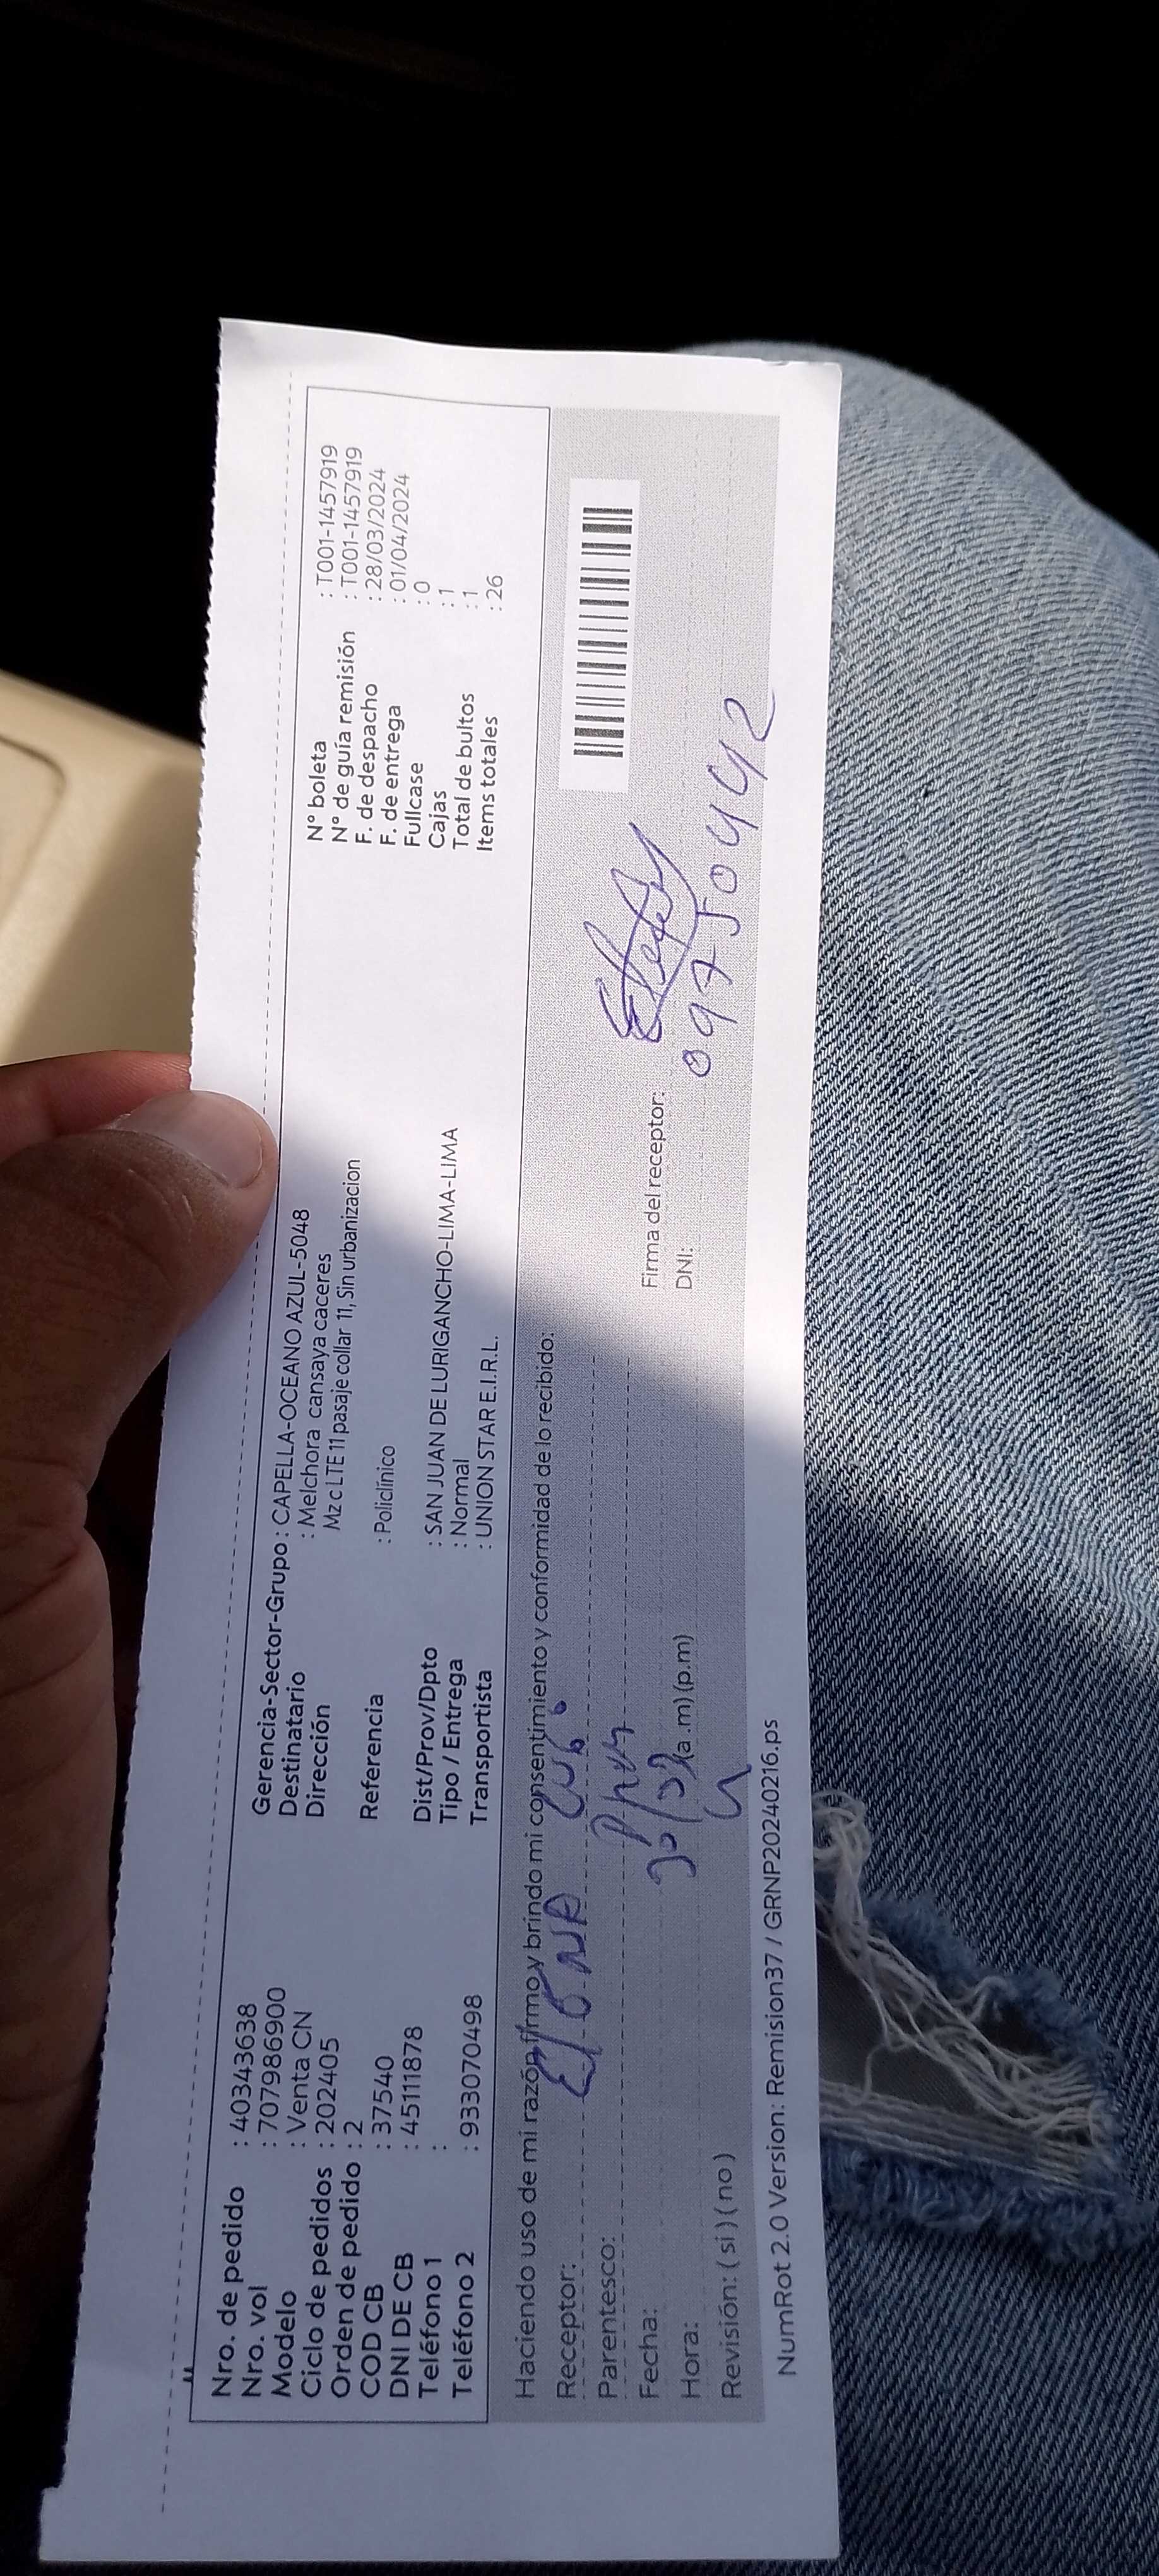 Nro. de pedido : 40343638
Nro. vol : 707986900
Modelo : Venta CN
Ciclo de pedidos : 202405
Orden de pedido : 2
COD CB : 37540
DNI DE CB : 45111878
Teléfono 1 :
Teléfono 2 : 933070498
Gerencia-Sector-Grupo : CAPELLA-OCEANO AZUL-5048
Destinatario : Melchora cansaya caceres
Dirección Mz c LTE 11 pasaje collar 11, Sin urbanizacion
Referencia : Policlinico
Dist/Prov/Dpto : SAN JUAN DE LURIGANCHO-LIMA-LIMA
Tipo / Entrega : Normal
Transportista : UNION STAR E.I.R.L.
N° boleta : T001-1457919
N° de guía remisión : T001-1457919
F. de despacho : 28/03/2024
F. de entrega : 01/04/2024
Fullcase : 0
Cajas : 1
Total de bultos : 1
Items totales : 26
Haciendo uso de mi razón firmo y brindo mi consentimiento y conformidad de lo recibido:
Receptor:
Parentesco:
Fecha:
Hora: (a.m) (p.m)
Revisión: ( si ) ( no )
Firma del receptor:
DNI: 09750442
NumRot 2.0 Version: Remision37 / GRNP20240216.ps